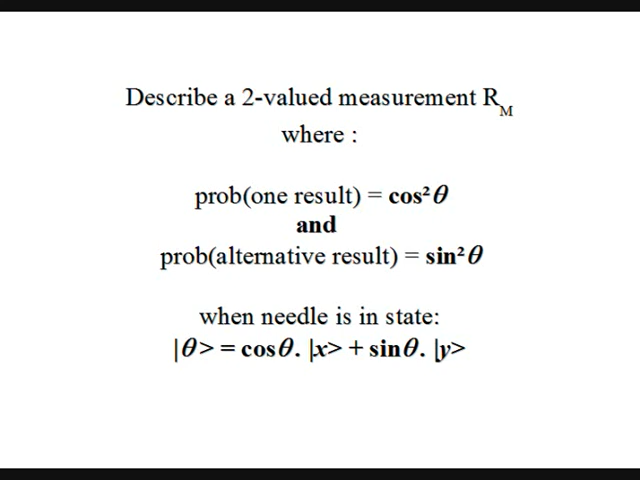 Describe a 2-valued measurement R_M
where :
prob(one result) = cos²θ
and
prob(alternative result) = sin²θ
when needle is in state:
|θ> = cosθ. |x> + sinθ. |y>